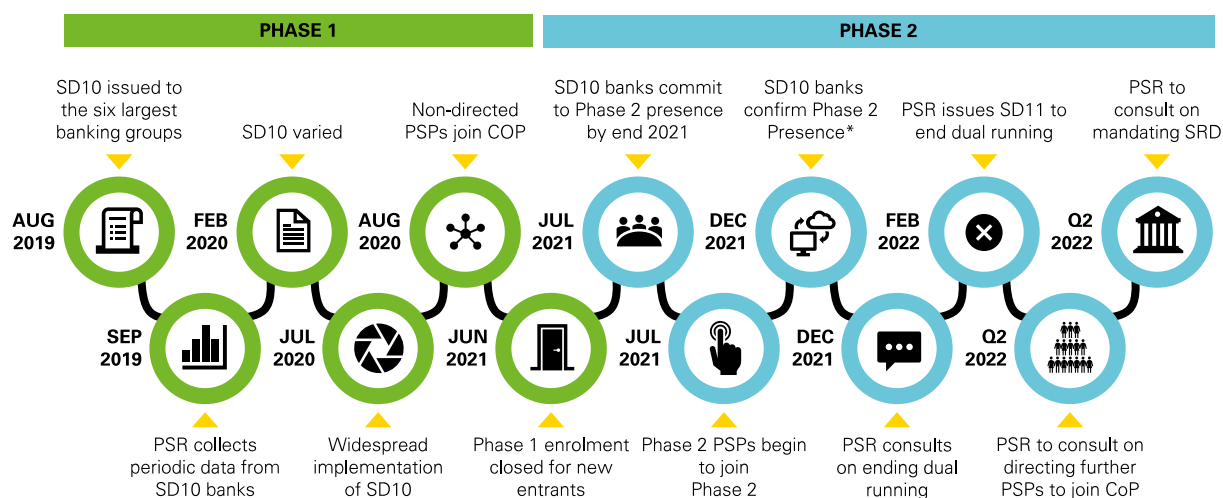 PHASE 1
PHASE 2
SD10 issued to
the six largest
banking groups
AUG
2019
SEP
2019
PSR collects
periodic data from
SD10 banks
SD10 varied
FEB
2020
JUL
2020
Widespread
implementation
of SD10
Non-directed
PSPs join COP
AUG
2020
JUN
2021
Phase 1 enrolment
closed for new
entrants
SD10 banks commit
to Phase 2 presence
by end 2021
JUL
2021
JUL
2021
Phase 2 PSPs begin
to join
Phase 2
SD10 banks
confirm Phase 2
Presence*
DEC
2021
DEC
2021
PSR consults
on ending dual
running
PSR issues SD11 to
end dual running
FEB
2022
Q2
2022
PSR to consult on
directing further
PSPs to join CoP
PSR to
consult on
mandating SRD
Q2
2022